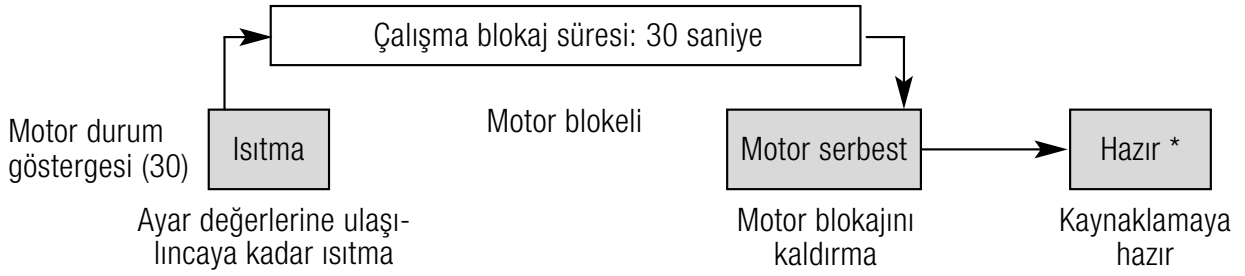 Çalışma blokaj süresi: 30 saniye
Motor durum
göstergesi (30)
Isıtma
Motor blokeli
Motor serbest
Hazır *
Ayar değerlerine ulaşı-
lıncaya kadar ısıtma
Motor blokajını
kaldırma
Kaynaklamaya
hazır